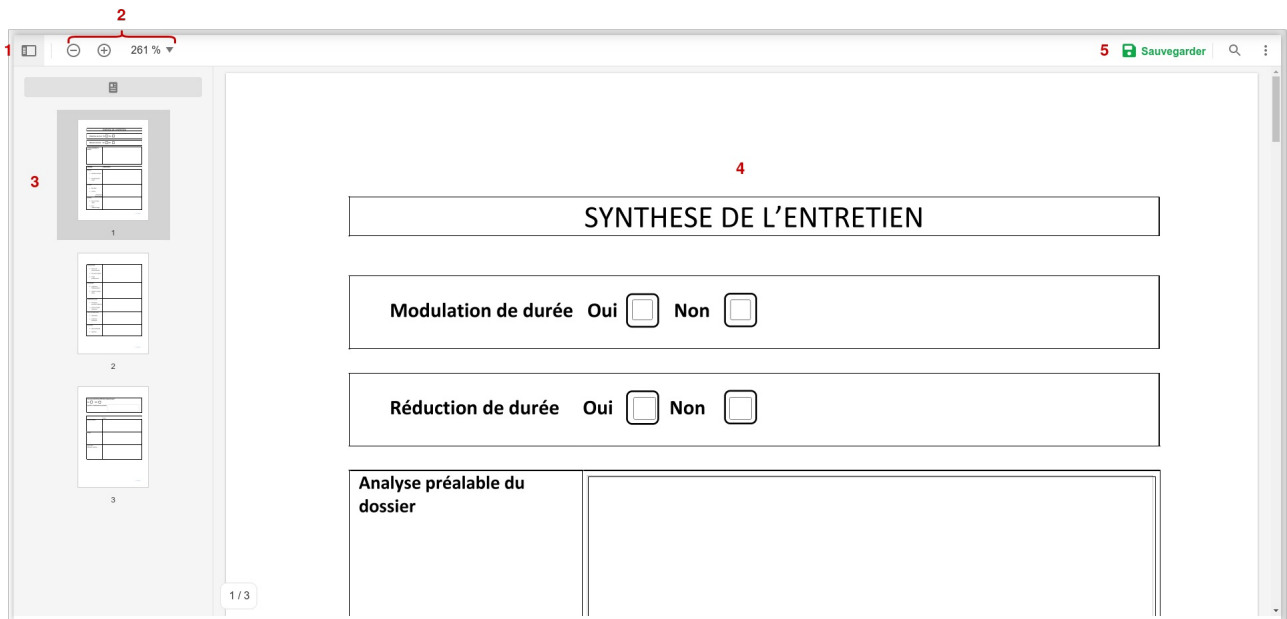 2
1
261 %
5
Sauvegarder
3
1
2
3
4
SYNTHESE DE L’ENTRETIEN
Modulation de durée Oui Non
Réduction de durée Oui Non
Analyse préalable du
dossier
1 / 3